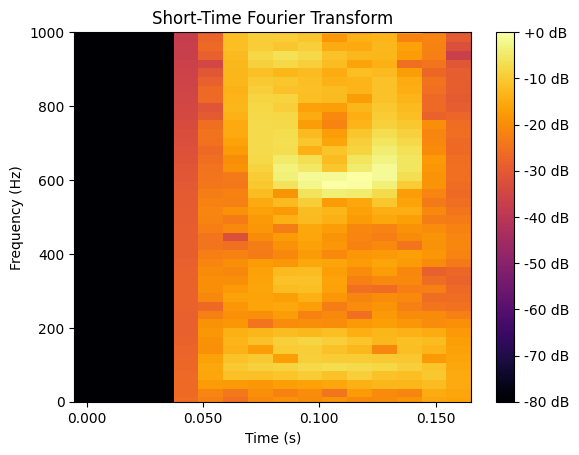 Short-Time Fourier Transform
1000
800
600
400
200
0
Frequency (Hz)
0.000
0.050
0.100
0.150
Time (s)
+0 dB
-10 dB
-20 dB
-30 dB
-40 dB
-50 dB
-60 dB
-70 dB
-80 dB